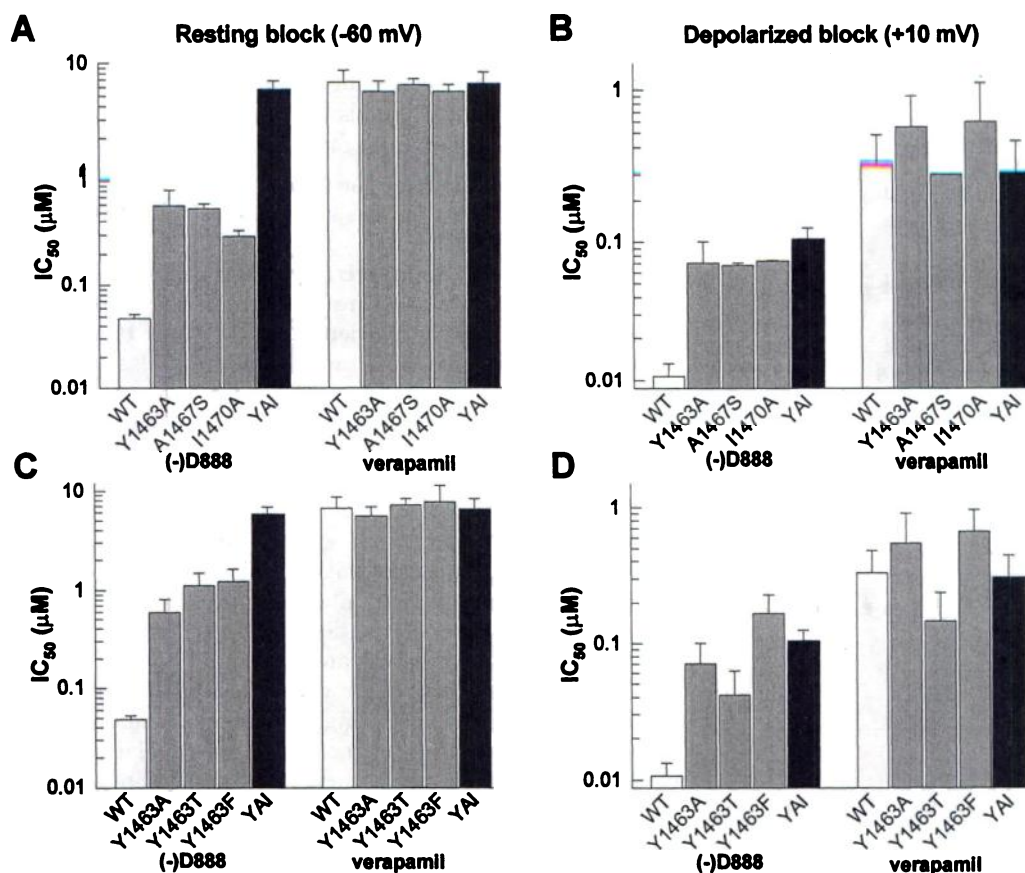 A
Resting block (-60 mV)
10
1
0.1
0.01
IC50 (μM)
WT
Y1463A
A1467S
I1470A
YAI
(-)D888
WT
Y1463A
A1467S
I1470A
YAI
verapamil
B
Depolarized block (+10 mV)
1
0.1
0.01
IC50 (μM)
WT
Y1463A
A1467S
I1470A
YAI
(-)D888
WT
Y1463A
A1467S
I1470A
YAI
verapamil
C
10
1
0.1
0.01
IC50 (μM)
WT
Y1463A
Y1463T
Y1463F
YAI
(-)D888
WT
Y1463A
Y1463T
Y1463F
YAI
verapamil
D
1
0.1
0.01
IC50 (μM)
WT
Y1463A
Y1463T
Y1463F
YAI
(-)D888
WT
Y1463A
Y1463T
Y1463F
YAI
verapamil